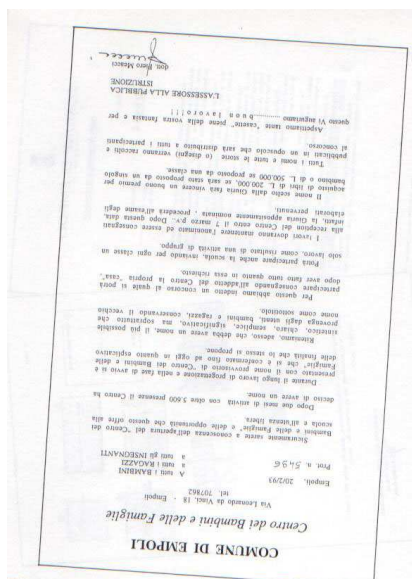 COMUNE DI EMPOLI
Centro dei Bambini e delle Famiglie
Via Leonardo da Vinci, 18 - Empoli
tel. 707862
Empoli, 20/2/93
A tutti i BAMBINI
a tutti i RAGAZZI
a tutti gli INSEGNANTI
Prot. n. 5496
Sicuramente sarete a conoscenza dell'apertura del "Centro dei
Bambini e delle Famiglie" e delle opportunità che questo offre alla
scuola e all'utenza libera.
Dopo due mesi di attività con oltre 5.600 presenze il Centro ha
deciso di avere un nome.
Durante il lungo lavoro di progettazione e nella fase di avvio si è
presentato con il nome provvisorio di "Centro dei Bambini e delle
Famiglie" che si è confermato fino ad oggi in quanto esplicativo
delle finalità che lo stesso si propone.
Riteniamo, adesso, che debba avere un nome, il più possibile
sintetico, chiaro, semplice, significativo, ma soprattutto che
provenga dagli utenti, bambini e ragazzi, conservando il vecchio
nome come sottotitolo.
Per questo abbiamo indetto un concorso al quale si potrà
partecipare consegnando all'addetto del Centro la propria "casa",
dopo aver fatto tutto quanto in essa richiesto.
Potrà partecipare anche la scuola, inviando per ogni classe un
solo lavoro, come risultato di una attività di gruppo.
I lavori dovranno mantenere l'anonimato ed essere consegnati
alla reception del Centro entro il 7 marzo p.v.. Dopo questa data,
infatti, la Giuria appositamente nominata, procederà all'esame degli
elaborati pervenuti.
Il nome scelto dalla Giuria farà vincere un buono premio per
acquisto di libri di L. 200.000, se sarà stato proposto da un singolo
bambino o di L. 500.000 se proposto da una classe.
Tutti i nomi e tutte le storie (o disegni) verranno raccolti e
pubblicati in un opuscolo che sarà distribuito a tutti i partecipanti
al concorso.
Aspettiamo tante "casette" piene della vostra fantasia e per
questo Vi auguriamo .......... buon lavoro!!!
L'ASSESSORE ALLA PUBBLICA
ISTRUZIONE
dott. Piero Meacci